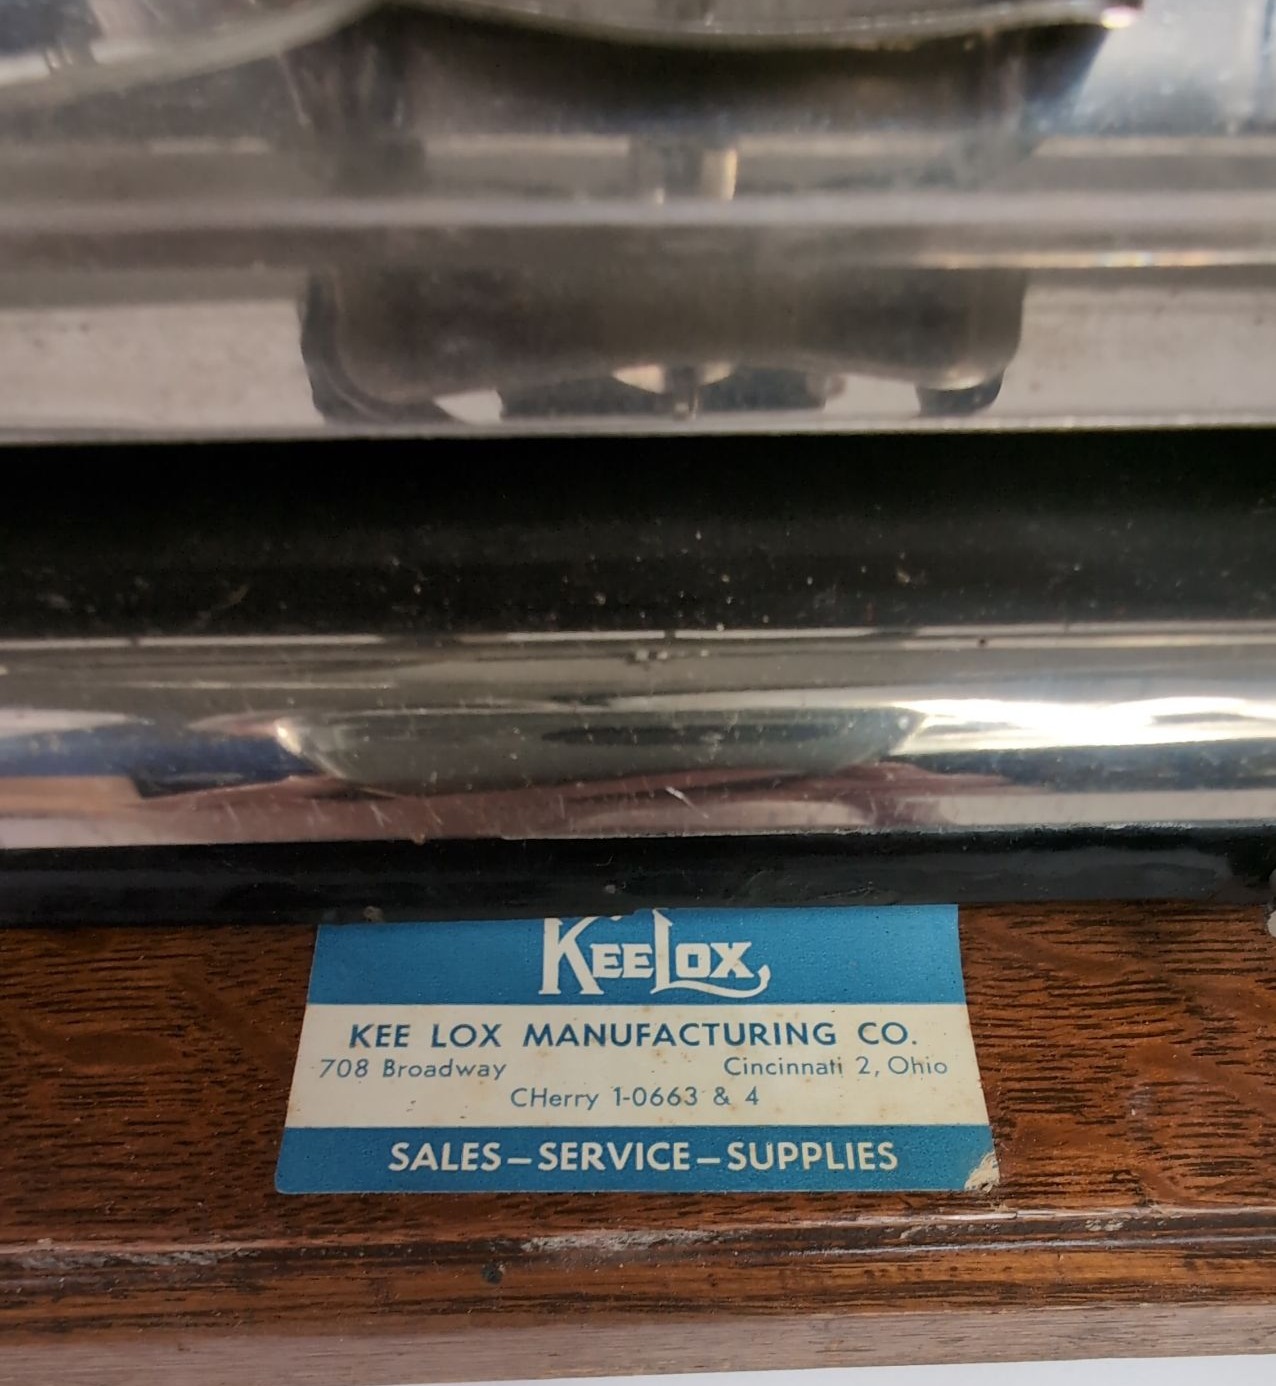 KEELOX
KEE LOX MANUFACTURING CO.
708 Broadway Cincinnati 2, Ohio
CHerry 1-0663 & 4
SALES—SERVICE—SUPPLIES